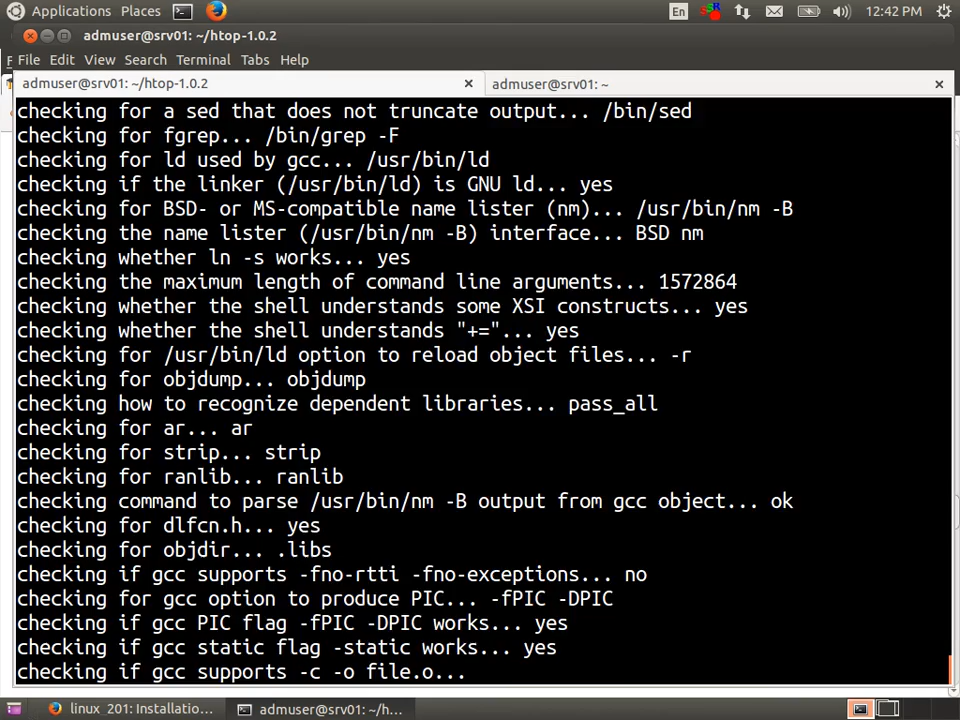 Applications Places En 12:42 PM
admuser@srv01: ~/htop-1.0.2
File Edit View Search Terminal Tabs Help
admuser@srv01: ~/htop-1.0.2 × admuser@srv01: ~ ×
checking for a sed that does not truncate output... /bin/sed
checking for fgrep... /bin/grep -F
checking for ld used by gcc... /usr/bin/ld
checking if the linker (/usr/bin/ld) is GNU ld... yes
checking for BSD- or MS-compatible name lister (nm)... /usr/bin/nm -B
checking the name lister (/usr/bin/nm -B) interface... BSD nm
checking whether ln -s works... yes
checking the maximum length of command line arguments... 1572864
checking whether the shell understands some XSI constructs... yes
checking whether the shell understands "+="... yes
checking for /usr/bin/ld option to reload object files... -r
checking for objdump... objdump
checking how to recognize dependent libraries... pass_all
checking for ar... ar
checking for strip... strip
checking for ranlib... ranlib
checking command to parse /usr/bin/nm -B output from gcc object... ok
checking for dlfcn.h... yes
checking for objdir... .libs
checking if gcc supports -fno-rtti -fno-exceptions... no
checking for gcc option to produce PIC... -fPIC -DPIC
checking if gcc PIC flag -fPIC -DPIC works... yes
checking if gcc static flag -static works... yes
checking if gcc supports -c -o file.o...
linux_201: Installatio... admuser@srv01: ~/h...